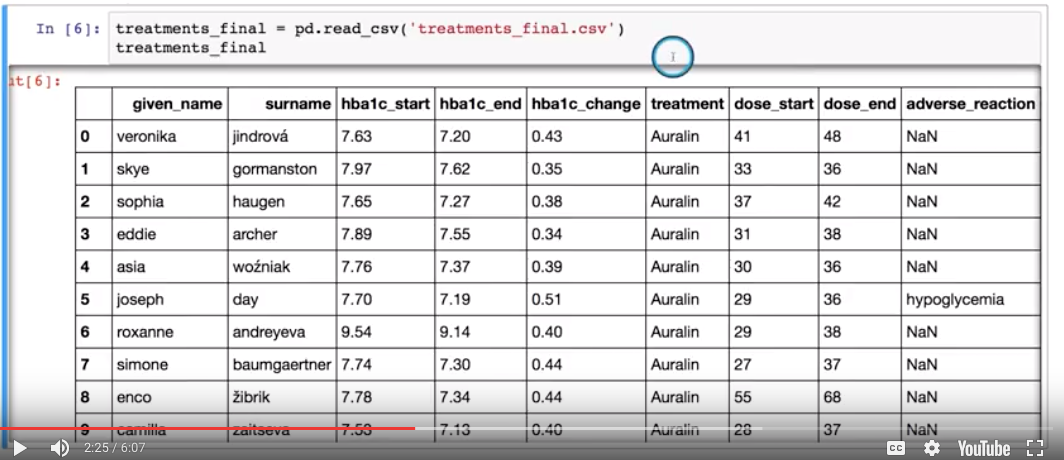 In [6]: treatments_final = pd.read_csv('treatments_final.csv')
treatments_final
ut[6]:
given_name surname hba1c_start hba1c_end hba1c_change treatment dose_start dose_end adverse_reaction
0 veronika jindrová 7.63 7.20 0.43 Auralin 41 48 NaN
1 skye gormanston 7.97 7.62 0.35 Auralin 33 36 NaN
2 sophia haugen 7.65 7.27 0.38 Auralin 37 42 NaN
3 eddie archer 7.89 7.55 0.34 Auralin 31 38 NaN
4 asia woźniak 7.76 7.37 0.39 Auralin 30 36 NaN
5 joseph day 7.70 7.19 0.51 Auralin 29 36 hypoglycemia
6 roxanne andreyeva 9.54 9.14 0.40 Auralin 29 38 NaN
7 simone baumgaertner 7.74 7.30 0.44 Auralin 27 37 NaN
8 enco žibrik 7.78 7.34 0.44 Auralin 55 68 NaN
9 camilla zaitseva 7.53 7.13 0.40 Auralin 28 37 NaN
2:25 / 6:07 CC YouTube